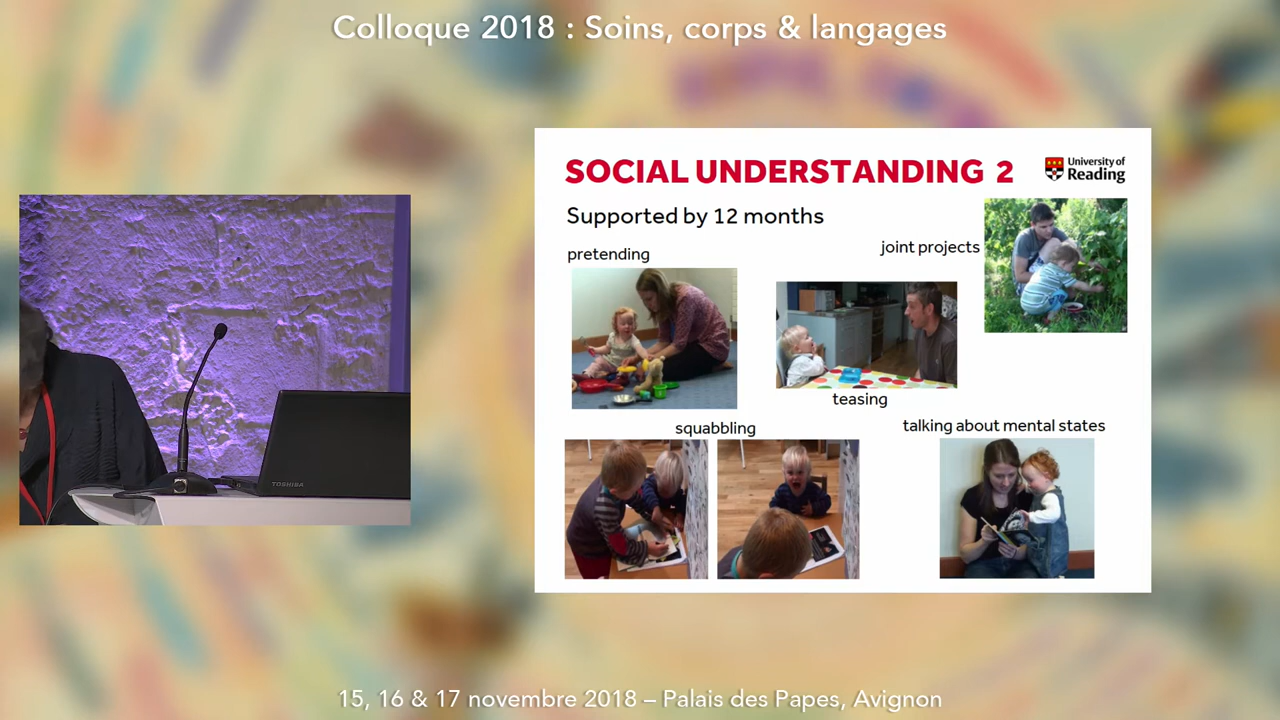 Colloque 2018 : Soins, corps & langages
SOCIAL UNDERSTANDING 2
University of
Reading
Supported by 12 months
pretending
joint projects
teasing
squabbling
talking about mental states
TOSHIBA
15, 16 & 17 novembre 2018 – Palais des Papes, Avignon